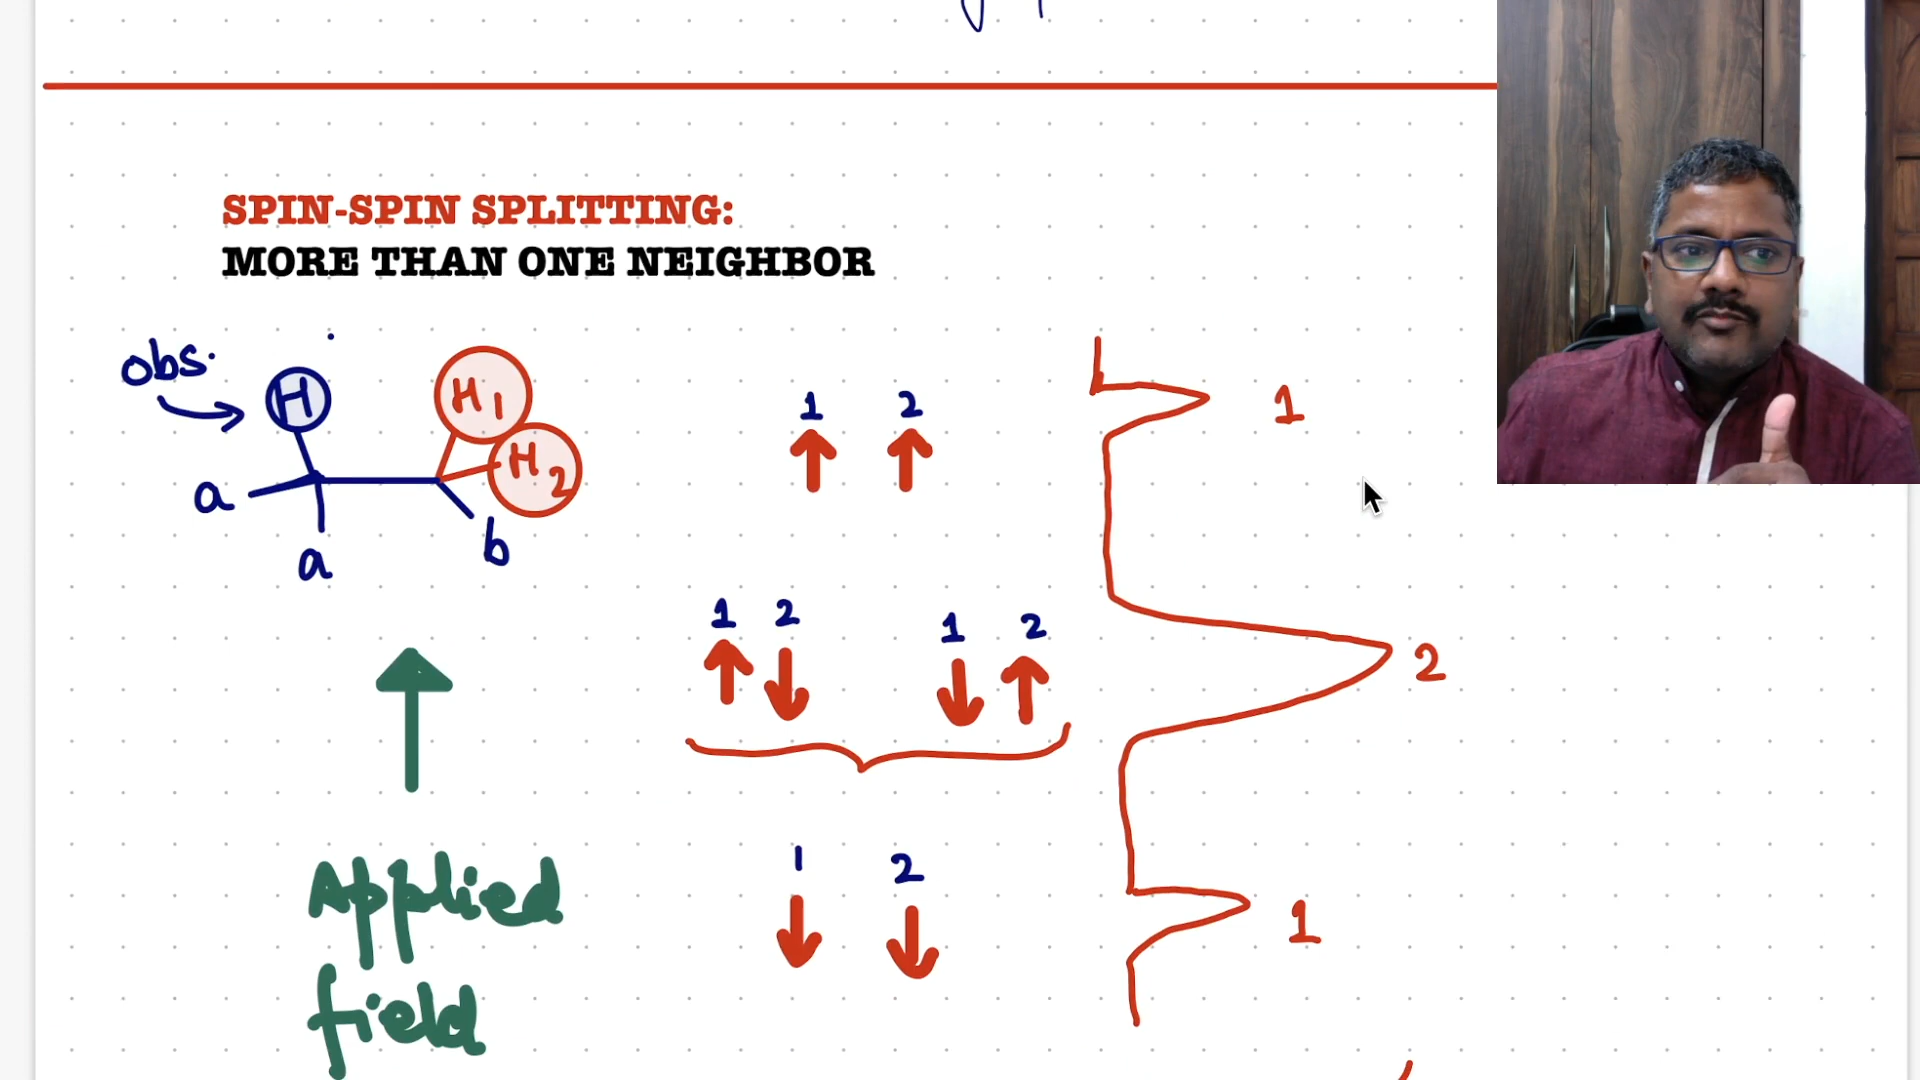 SPIN-SPIN SPLITTING:
MORE THAN ONE NEIGHBOR
obs.
H
H1
H2
a
a
b
1 2
1
1 2 1 2
2
1 2
1
Applied
field